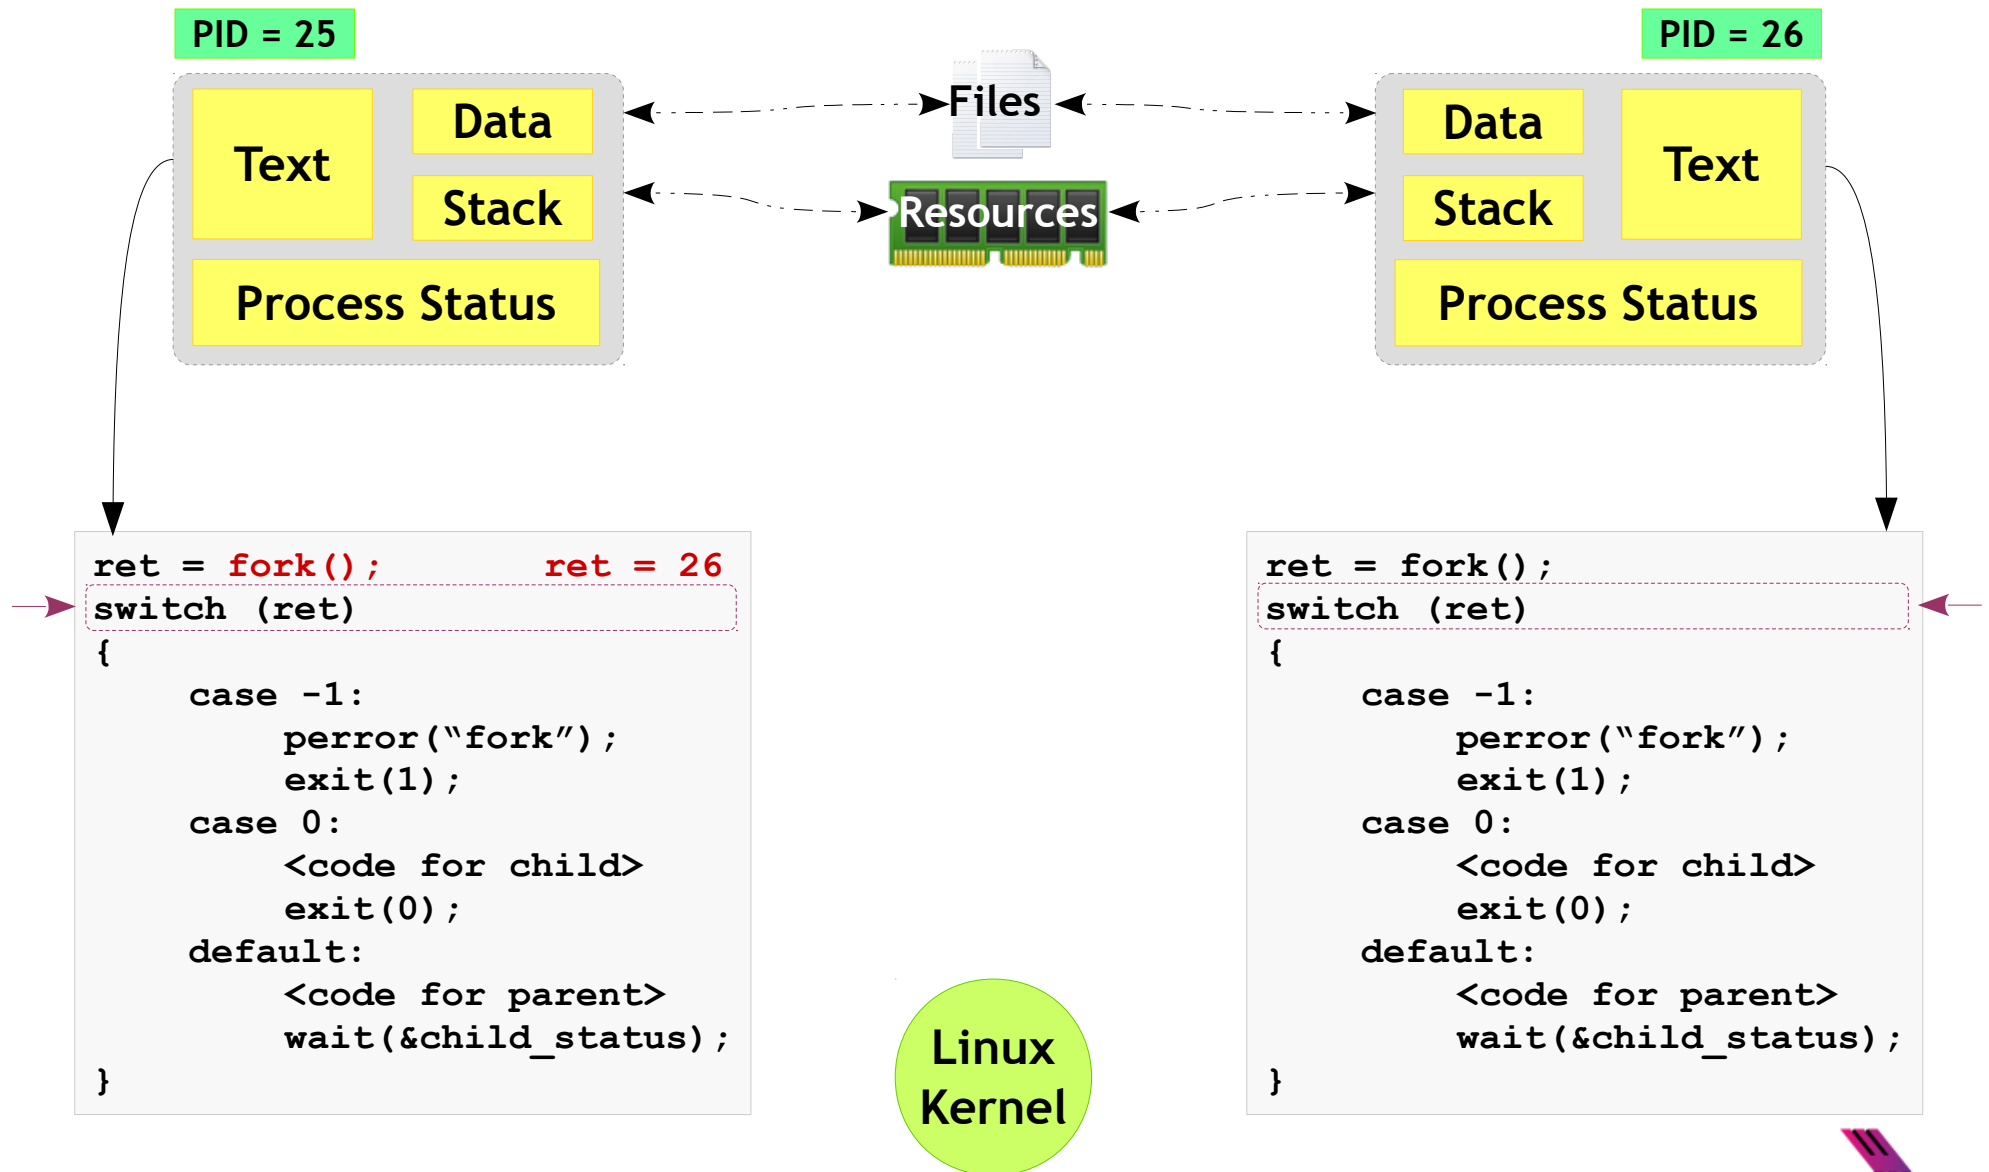 PID = 25
PID = 26
Text
Data
Stack
Process Status
Files
Resources
Data
Text
Stack
Process Status
ret = fork(); ret = 26
switch (ret)
{
case -1:
perror(“fork”);
exit(1);
case 0:
<code for child>
exit(0);
default:
<code for parent>
wait(&child_status);
}
ret = fork();
switch (ret)
{
case -1:
perror(“fork”);
exit(1);
case 0:
<code for child>
exit(0);
default:
<code for parent>
wait(&child_status);
}
Linux
Kernel